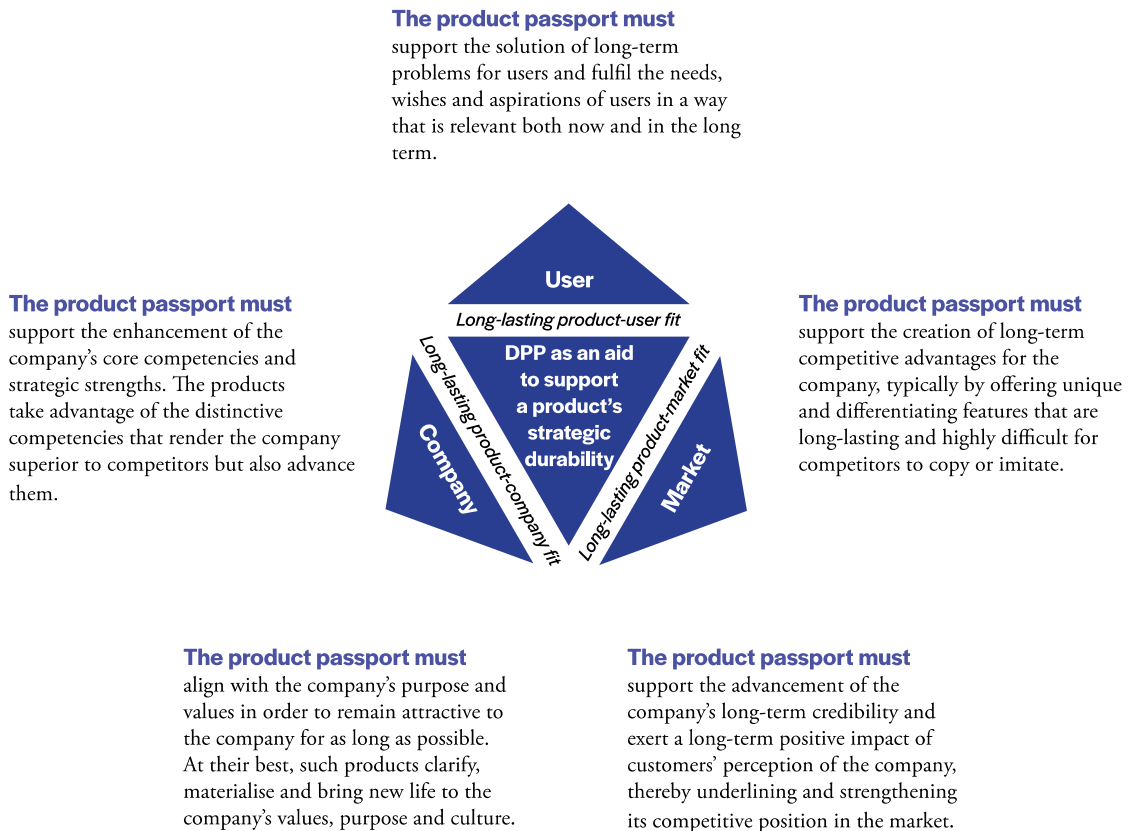 The product passport must
support the solution of long-term
problems for users and fulfil the needs,
wishes and aspirations of users in a way
that is relevant both now and in the long
term.
The product passport must
support the enhancement of the
company's core competencies and
strategic strengths. The products
take advantage of the distinctive
competencies that render the company
superior to competitors but also advance
them.
User
Long-lasting product-user fit
DPP as an aid
to support
a product's
strategic
durability
Company
Long-lasting product-company fit
Long-lasting product-market fit
Market
The product passport must
support the creation of long-term
competitive advantages for the
company, typically by offering unique
and differentiating features that are
long-lasting and highly difficult for
competitors to copy or imitate.
The product passport must
align with the company's purpose and
values in order to remain attractive to
the company for as long as possible.
At their best, such products clarify,
materialise and bring new life to the
company's values, purpose and culture.
The product passport must
support the advancement of the
company's long-term credibility and
exert a long-term positive impact of
customers' perception of the company,
thereby underlining and strengthening
its competitive position in the market.